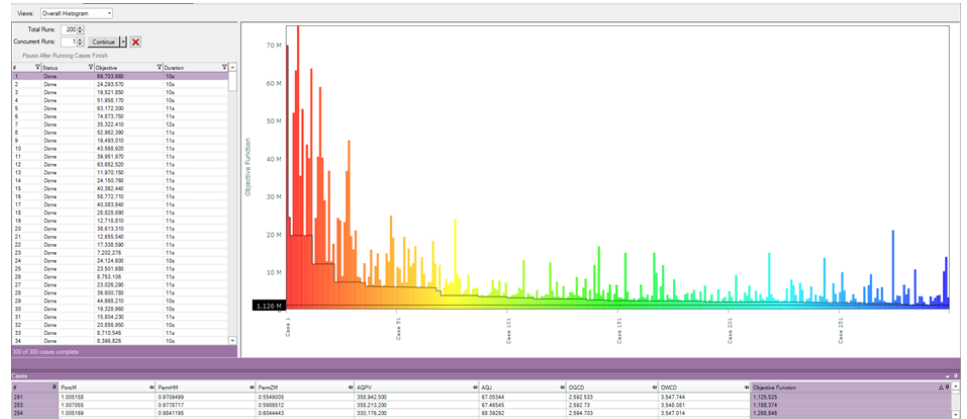 Views: Overall Histogram
Total Runs: 200
Concurrent Runs: 1 Continue
Pause After Running Cases Finish
# Status Objective Duration
1 Done 69,703,660 10s
2 Done 24,293,570 10s
3 Done 19,521,850 10s
4 Done 51,958,170 10s
5 Done 63,172,300 11s
6 Done 74,873,750 11s
7 Done 35,322,410 12s
8 Done 52,962,390 11s
9 Done 19,493,010 11s
10 Done 43,568,920 11s
11 Done 39,951,970 11s
12 Done 63,652,520 11s
13 Done 11,970,150 11s
14 Done 24,150,760 11s
15 Done 40,362,440 11s
16 Done 58,772,710 11s
17 Done 40,083,840 11s
18 Done 28,828,890 11s
19 Done 12,718,810 11s
20 Done 36,613,310 11s
21 Done 12,655,540 11s
22 Done 17,338,590 11s
23 Done 7,202,276 11s
24 Done 24,124,600 10s
25 Done 23,501,680 11s
26 Done 8,753,106 11s
27 Done 23,026,290 11s
28 Done 38,600,780 11s
29 Done 44,668,210 10s
30 Done 19,328,960 10s
31 Done 15,804,230 11s
32 Done 20,856,950 10s
33 Done 8,710,546 11s
34 Done 8,396,826 10s
300 of 300 cases complete
Objective Function
70 M
60 M
50 M
40 M
30 M
20 M
10 M
1.126 M
Case 1
Case 51
Case 101
Case 151
Case 201
Case 251
Cases
# PoroM PermHM PermZM AQPV AQJ OGCD OWCD Objective Function
291 1.005158 0.9709499 0.5549005 358,942,500 67.05344 2,592.533 3,547.744 1,125,525
283 1.007055 0.9778717 0.5986512 358,213,200 67.46545 2,592.73 3,548.081 1,188,374
284 1.005169 0.9841195 0.6044443 330,176,200 68.39292 2,594.703 3,547.014 1,268,846